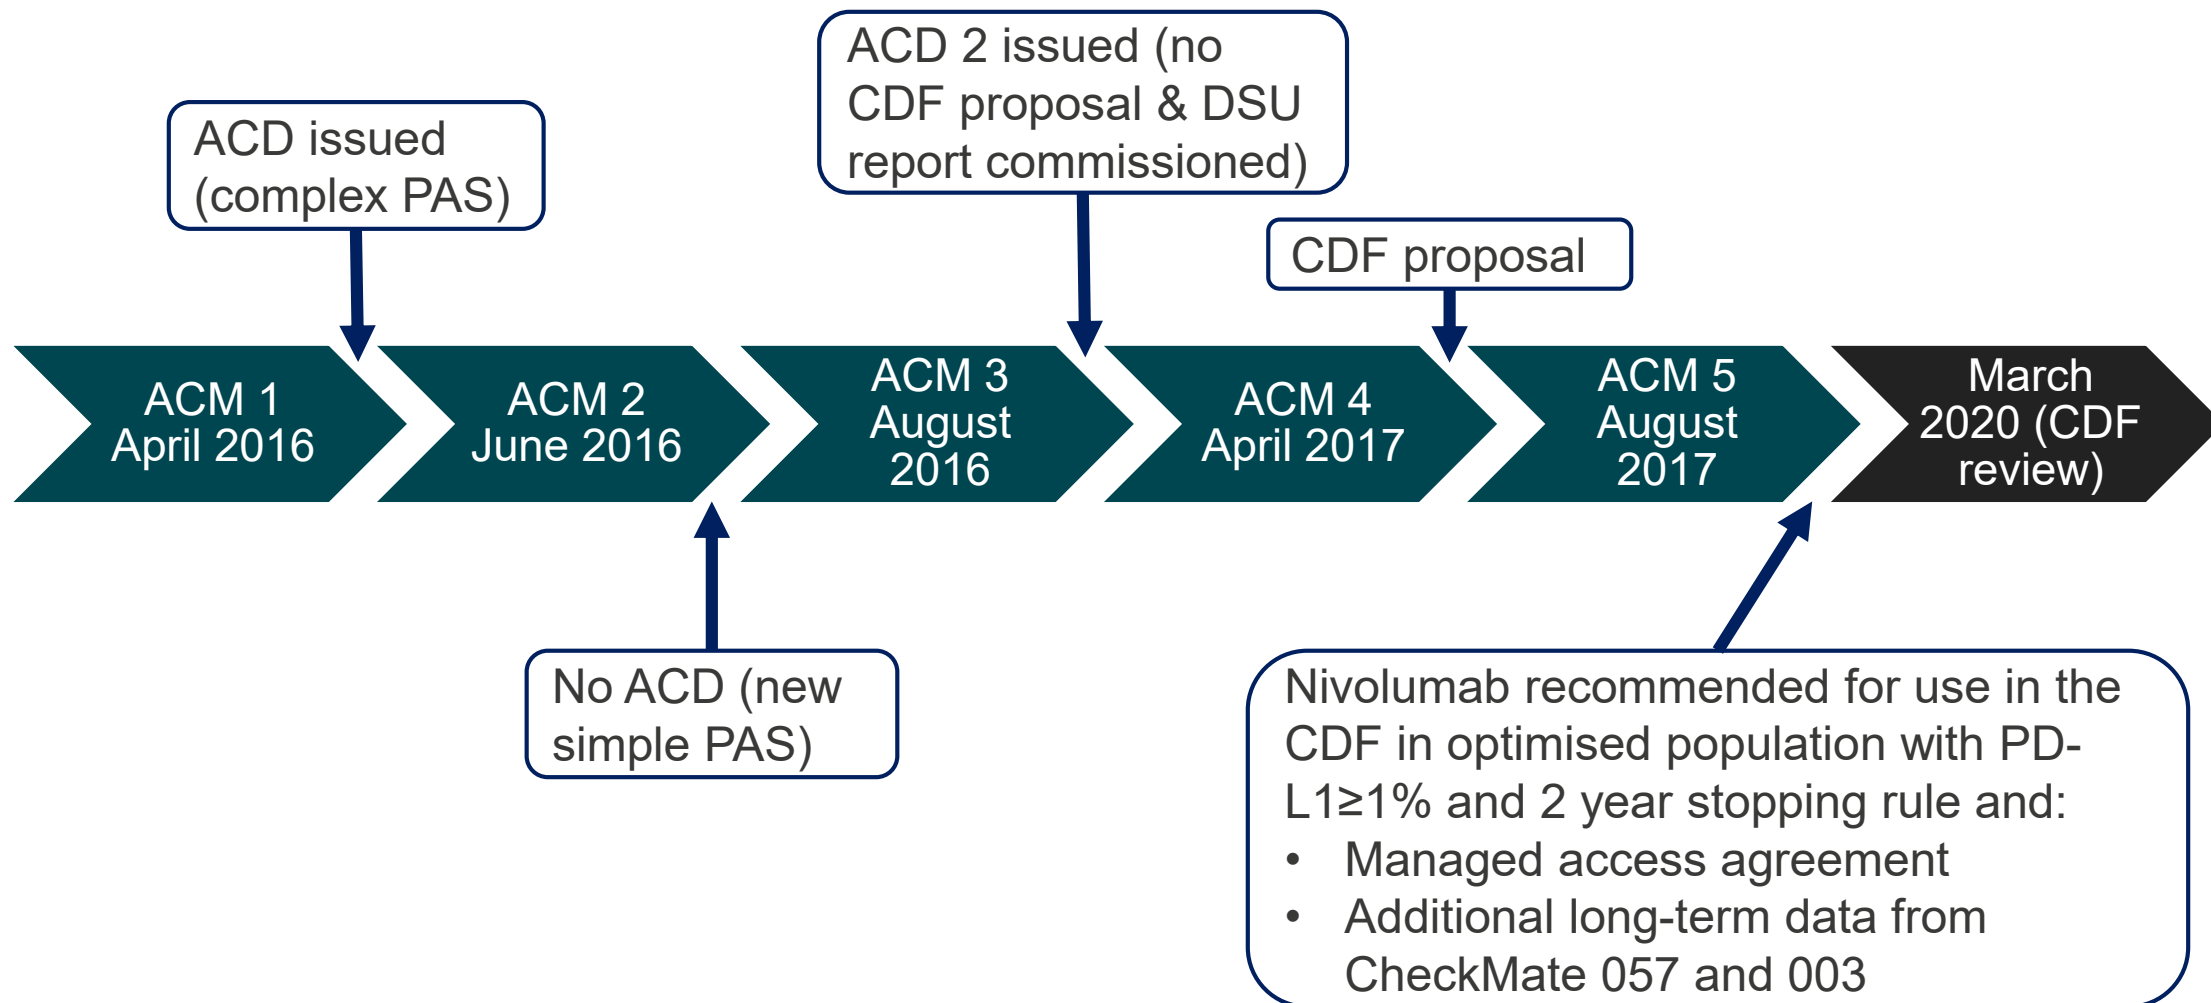 ACD 2 issued (no
CDF proposal & DSU
report commissioned)
ACD issued
(complex PAS)
CDF proposal
ACM 1
April 2016
ACM 2
June 2016
ACM 3
August
2016
ACM 4
April 2017
ACM 5
August
2017
March
2020 (CDF
review)
No ACD (new
simple PAS)
Nivolumab recommended for use in the
CDF in optimised population with PD-
L1≥1% and 2 year stopping rule and:
• Managed access agreement
• Additional long-term data from
CheckMate 057 and 003